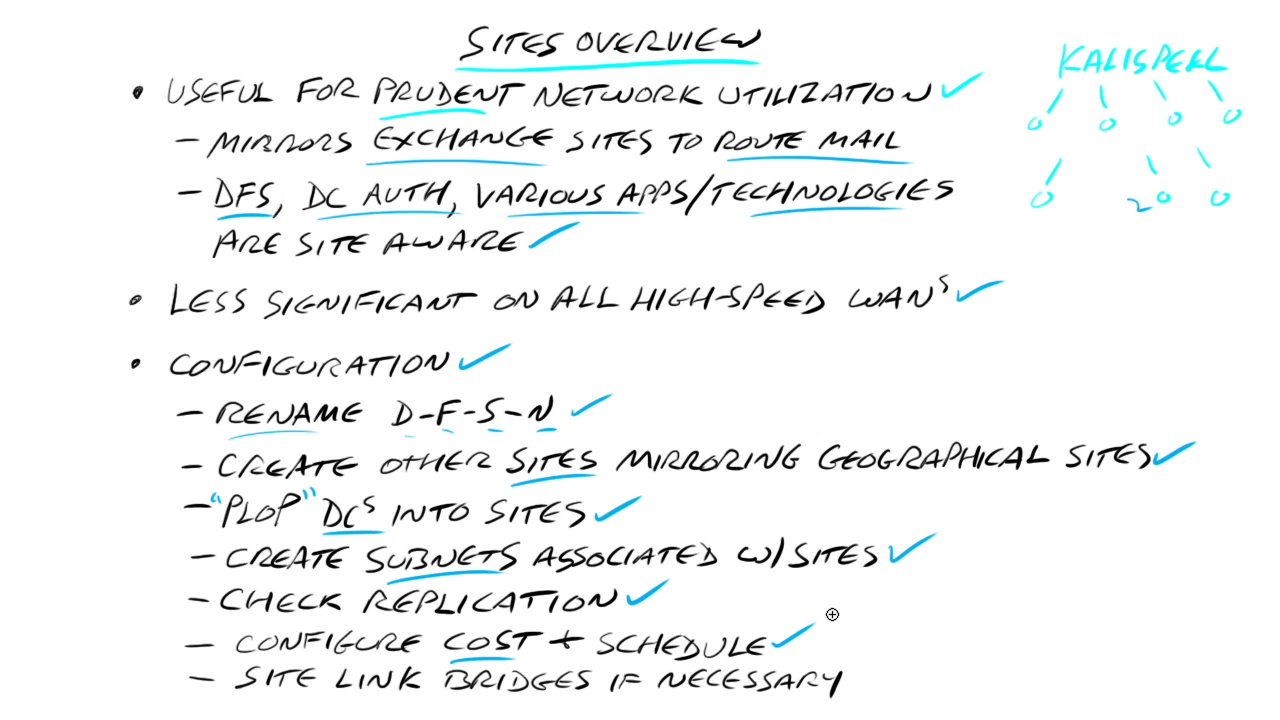 SITES OVERVIEW
KALISPELL
• USEFUL FOR PRUDENT NETWORK UTILIZATION ✓
- MIRRORS EXCHANGE SITES TO ROUTE MAIL
- DFS, DC AUTH, VARIOUS APPS/TECHNOLOGIES
ARE SITE AWARE ✓
2
• LESS SIGNIFICANT ON ALL HIGH-SPEED WANS ✓
• CONFIGURATION ✓
- RENAME D-F-S-N ✓
- CREATE OTHER SITES MIRRORING GEOGRAPHICAL SITES ✓
- "PLOP" DCS INTO SITES ✓
- CREATE SUBNETS ASSOCIATED W/SITES ✓
- CHECK REPLICATION ✓
- CONFIGURE COST + SCHEDULE ✓
- SITE LINK BRIDGES IF NECESSARY